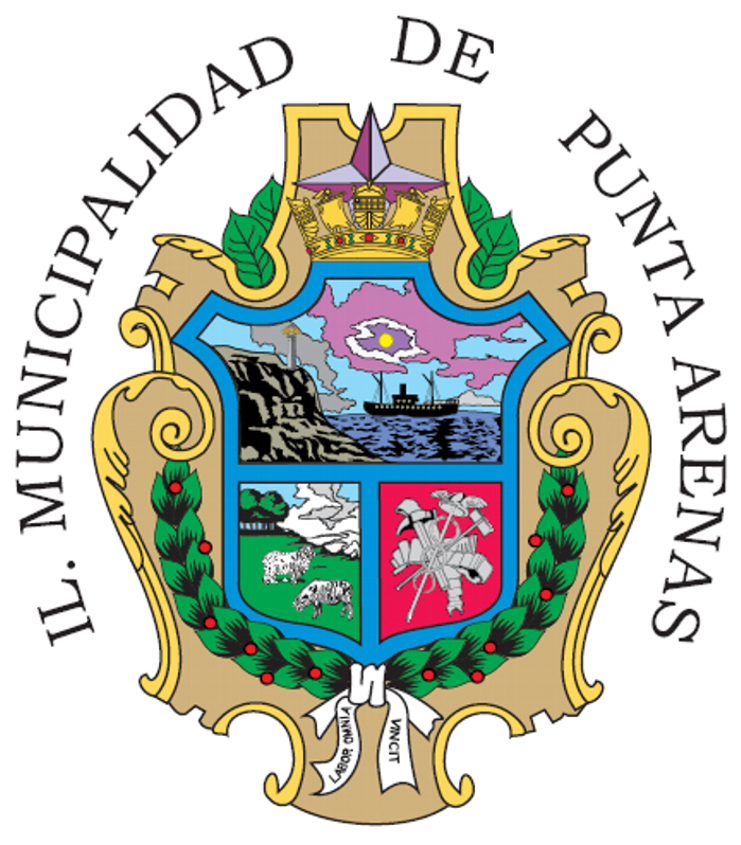 IL. MUNICIPALIDAD DE PUNTA ARENAS
LABOR OMNIA
VINCIT